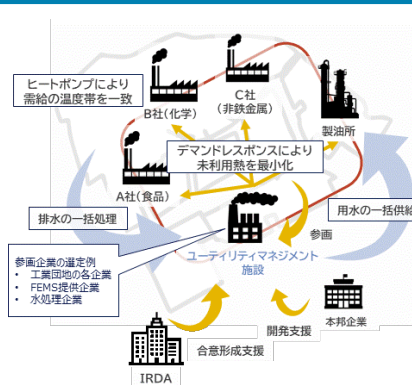 ヒートポンプにより
需給の温度帯を一致
B社(化学)
C社
(非鉄金属)
製油所
デマンドレスポンスにより
未利用熱を最小化
A社(食品)
排水の一括処理
用水の一括供給
参画
ユーティリティマネジメント
施設
参画企業の選定例
• 工業団地の各企業
• FEMS提供企業
• 水処理企業
本邦企業
開発支援
合意形成支援
IRDA